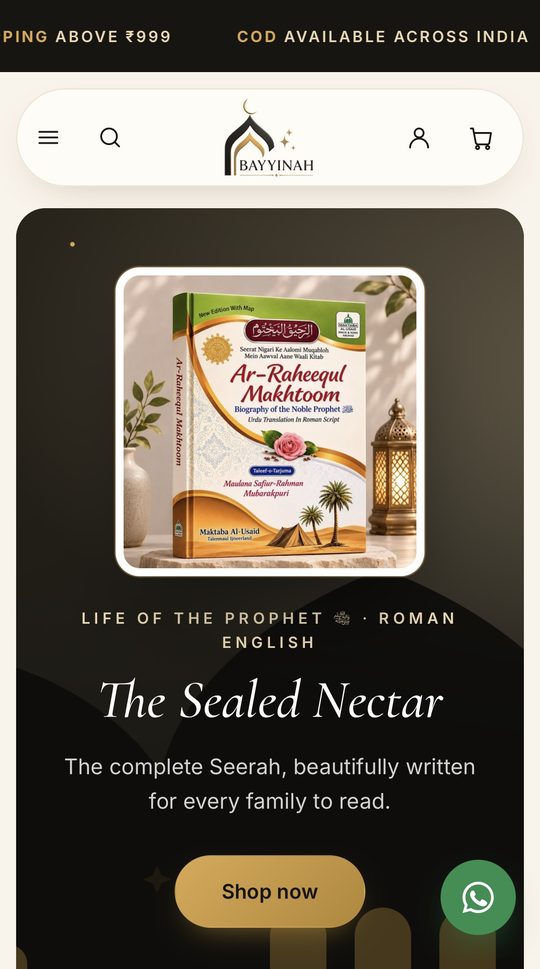 PING ABOVE ₹999 COD AVAILABLE ACROSS INDIA
BAYYINAH
New Edition With Map
الرحيق المختوم
Seerat Nigari Ke Aalomi Muqabloh
Mein Aawval Aane Waali Kitab
Ar-Raheequl
Makhtoom
Biography of the Noble Prophet ﷺ
Urdu Translation In Roman Script
Taleef-o-Tarjuma
Maulana Safiur-Rahman
Mubarakpuri
Maktaba Al-Usaid
Ar-Raheequl Makhtoom
LIFE OF THE PROPHET ﷺ · ROMAN
ENGLISH
The Sealed Nectar
The complete Seerah, beautifully written
for every family to read.
Shop now